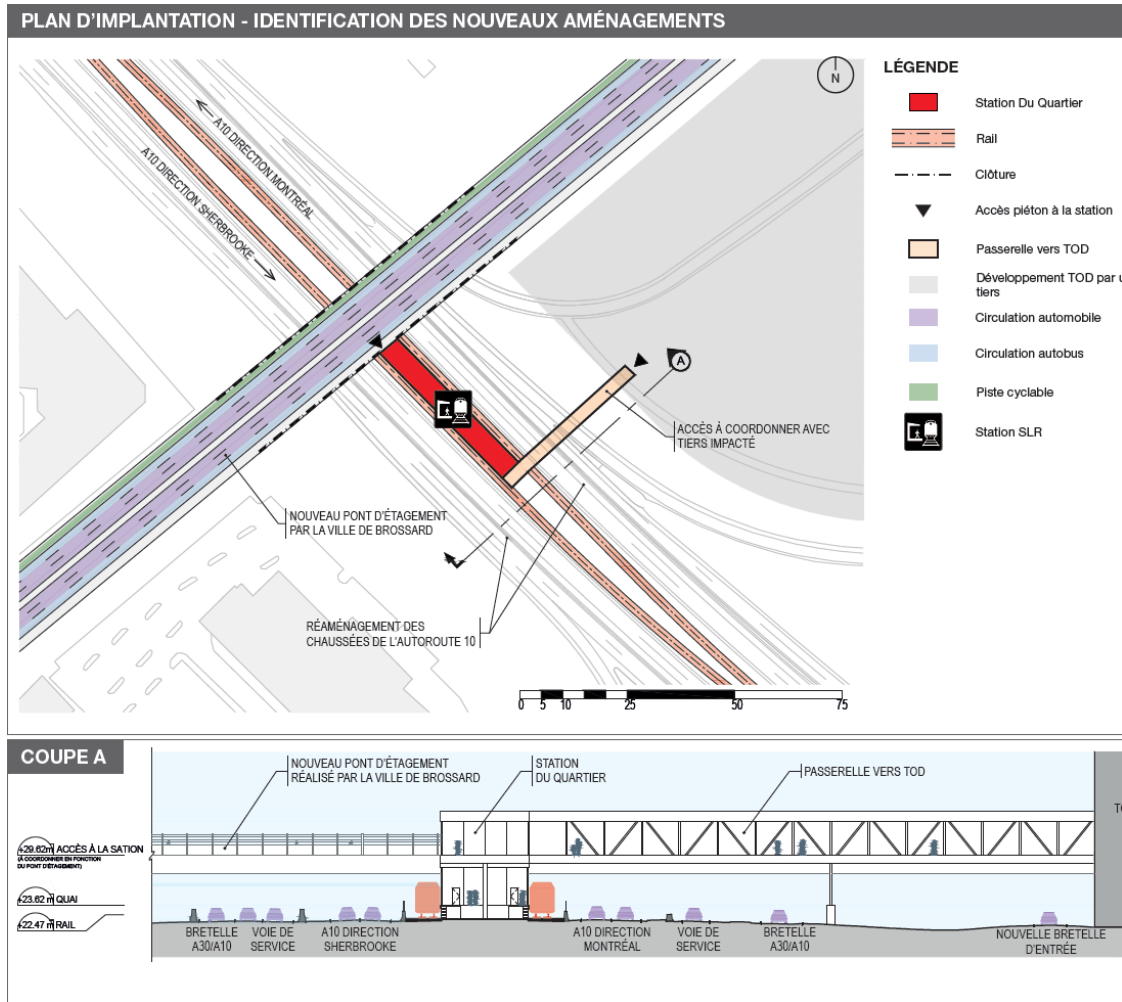 PLAN D'IMPLANTATION - IDENTIFICATION DES NOUVEAUX AMÉNAGEMENTS
N
LÉGENDE
Station Du Quartier
Rail
Clôture
Accès piéton à la station
Passerelle vers TOD
Développement TOD par u
tiers
Circulation automobile
Circulation autobus
Piste cyclable
Station SLR
A10 DIRECTION MONTRÉAL
A10 DIRECTION SHERBROOKE
A
ACCÈS À COORDONNER AVEC
TIERS IMPACTÉ
NOUVEAU PONT D'ÉTAGEMENT
PAR LA VILLE DE BROSSARD
RÉAMÉNAGEMENT DES
CHAUSSÉES DE L'AUTOROUTE 10
0 5 10 25 50 75
COUPE A
NOUVEAU PONT D'ÉTAGEMENT
RÉALISÉ PAR LA VILLE DE BROSSARD
STATION
DU QUARTIER
PASSERELLE VERS TOD
TO
+29.62m ACCÈS À LA SATION
(À COORDONNER EN FONCTION
DU PONT D'ÉTAGEMENT)
+23.62 m QUAI
+22.47 m RAIL
BRETELLE
A30/A10
VOIE DE
SERVICE
A10 DIRECTION
SHERBROOKE
A10 DIRECTION
MONTRÉAL
VOIE DE
SERVICE
BRETELLE
A30/A10
NOUVELLE BRETELLE
D'ENTRÉE